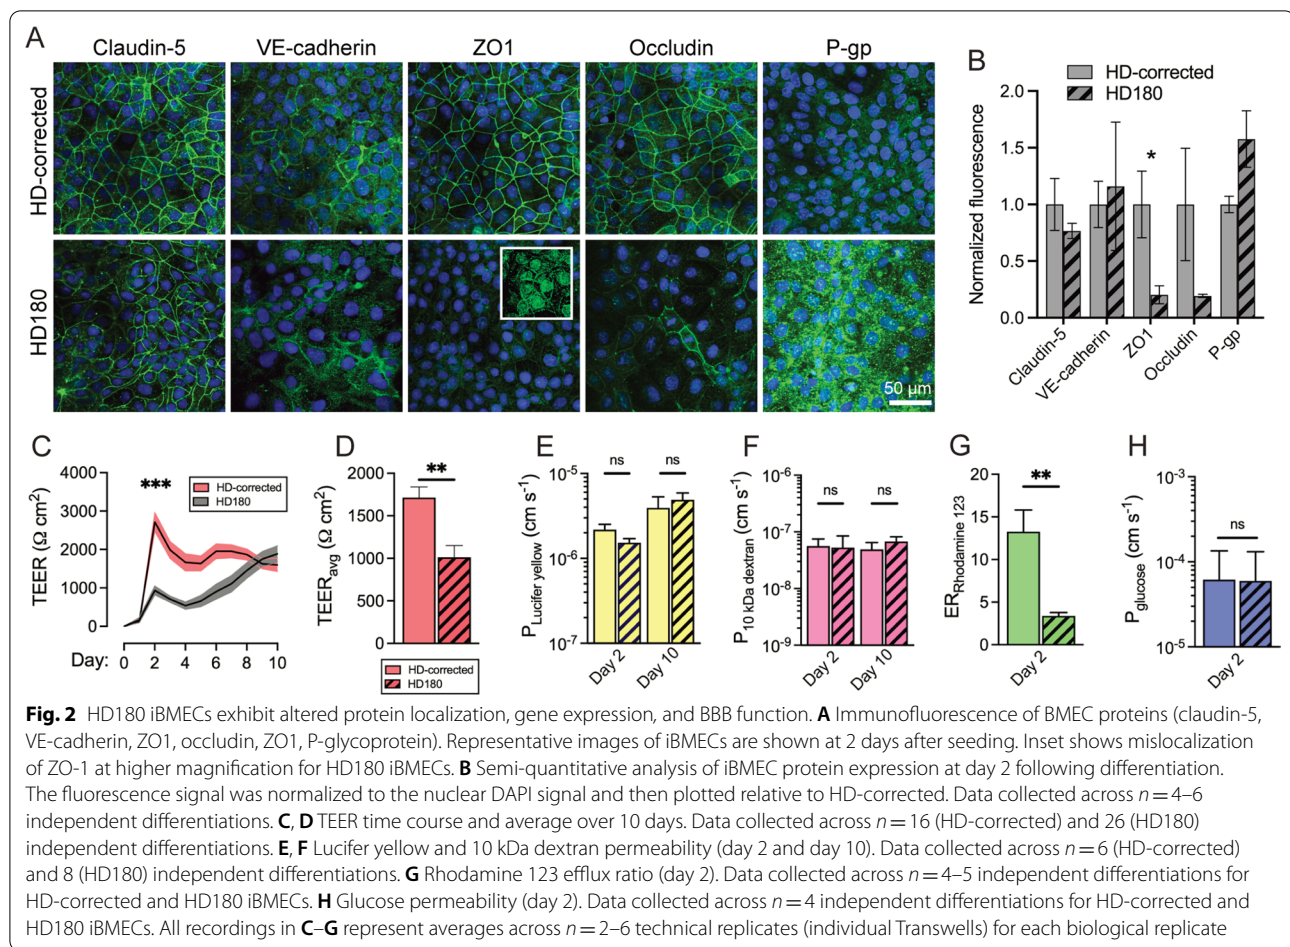 A
Claudin-5 VE-cadherin ZO1 Occludin P-gp
HD-corrected
HD180
50 μm
B
HD-corrected
HD180
Normalized fluorescence
2.0
1.5
1.0
0.5
0.0
*
Claudin-5 VE-cadherin ZO1 Occludin P-gp
C
TEER (Ω cm2)
4000
3000
2000
1000
0
***
HD-corrected
HD180
Day: 0 2 4 6 8 10
D
TEERavg (Ω cm2)
2000
1500
1000
500
0
**
HD-corrected
HD180
E
PLucifer yellow (cm s-1)
10-5
10-6
10-7
ns ns
Day 2 Day 10
F
P10 kDa dextran (cm s-1)
10-6
10-7
10-8
10-9
ns ns
Day 2 Day 10
G
ERRhodamine 123
20
15
10
5
0
**
Day 2
H
Pglucose (cm s-1)
10-3
10-4
10-5
ns
Day 2
Fig. 2 HD180 iBMECs exhibit altered protein localization, gene expression, and BBB function. A Immunofluorescence of BMEC proteins (claudin-5,
VE-cadherin, ZO1, occludin, ZO1, P-glycoprotein). Representative images of iBMECs are shown at 2 days after seeding. Inset shows mislocalization
of ZO-1 at higher magnification for HD180 iBMECs. B Semi-quantitative analysis of iBMEC protein expression at day 2 following differentiation.
The fluorescence signal was normalized to the nuclear DAPI signal and then plotted relative to HD-corrected. Data collected across n = 4–6
independent differentiations. C, D TEER time course and average over 10 days. Data collected across n = 16 (HD-corrected) and 26 (HD180)
independent differentiations. E, F Lucifer yellow and 10 kDa dextran permeability (day 2 and day 10). Data collected across n = 6 (HD-corrected)
and 8 (HD180) independent differentiations. G Rhodamine 123 efflux ratio (day 2). Data collected across n = 4–5 independent differentiations for
HD-corrected and HD180 iBMECs. H Glucose permeability (day 2). Data collected across n = 4 independent differentiations for HD-corrected and
HD180 iBMECs. All recordings in C–G represent averages across n = 2–6 technical replicates (individual Transwells) for each biological replicate